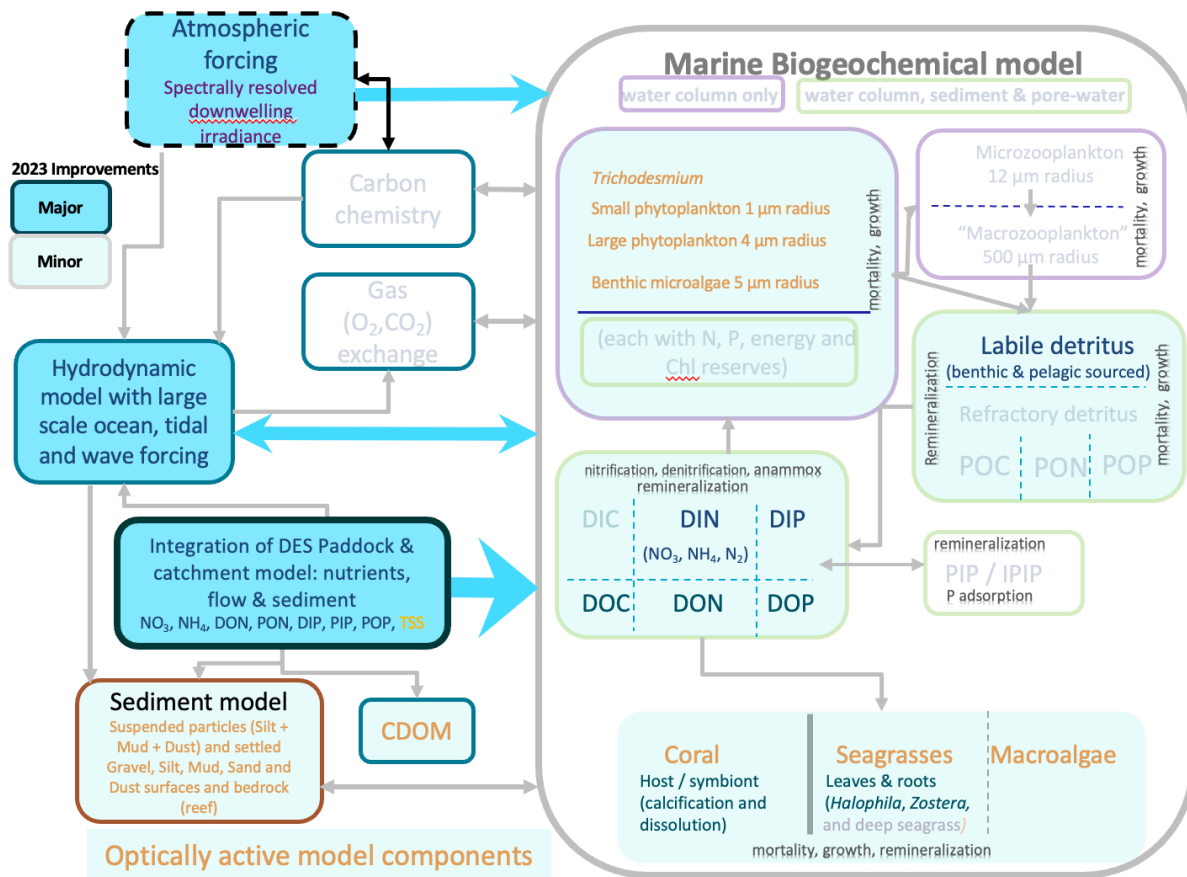 Atmospheric
forcing
Spectrally resolved
downwelling
irradiance
2023 Improvements
Major
Minor
Carbon
chemistry
Gas
(O₂,CO₂)
exchange
Hydrodynamic
model with large
scale ocean, tidal
and wave forcing
Integration of DES Paddock &
catchment model: nutrients,
flow & sediment
NO₃, NH₄, DON, PON, DIP, PIP, POP, TSS
Sediment model
Suspended particles (Silt +
Mud + Dust) and settled
Gravel, Silt, Mud, Sand and
Dust surfaces and bedrock
(reef)
CDOM
Optically active model components
Marine Biogeochemical model
water column only
water column, sediment & pore-water
Trichodesmium
Small phytoplankton 1 µm radius
Large phytoplankton 4 µm radius
Benthic microalgae 5 µm radius
(each with N, P, energy and
Chl reserves)
mortality, growth
Microzooplankton
12 µm radius
“Macrozooplankton”
500 µm radius
mortality, growth
Labile detritus
(benthic & pelagic sourced)
Refractory detritus
POC PON POP
Remineralization
mortality, growth
nitrification, denitrification, anammox
remineralization
DIC DIN DIP
(NO₃, NH₄, N₂)
DOC DON DOP
remineralization
PIP / IPIP
P adsorption
Coral
Host / symbiont
(calcification and
dissolution)
Seagrasses
Leaves & roots
(Halophila, Zostera,
and deep seagrass)
Macroalgae
mortality, growth, remineralization